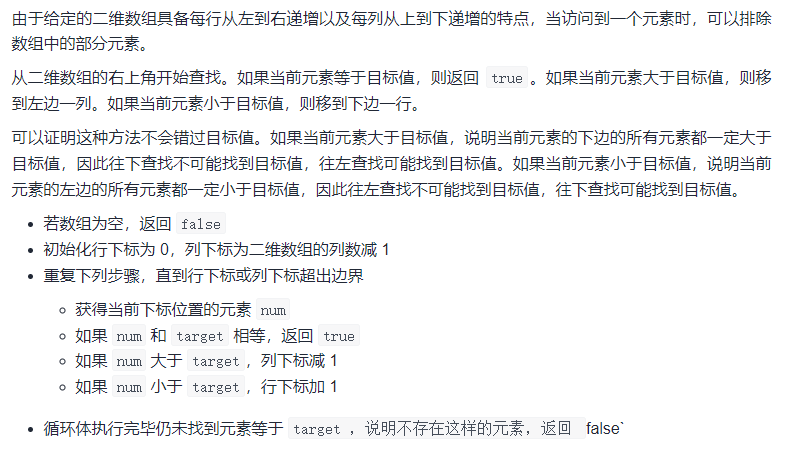 由于给定的二维数组具备每行从左到右递增以及每列从上到下递增的特点，当访问到一个元素时，可以排除
数组中的部分元素。
从二维数组的右上角开始查找。如果当前元素等于目标值，则返回 true 。如果当前元素大于目标值，则移
到左边一列。如果当前元素小于目标值，则移到下边一行。
可以证明这种方法不会错过目标值。如果当前元素大于目标值，说明当前元素的下边的所有元素都一定大于
目标值，因此往下查找不可能找到目标值，往左查找可能找到目标值。如果当前元素小于目标值，说明当前
元素的左边的所有元素都一定小于目标值，因此往左查找不可能找到目标值，往下查找可能找到目标值。
• 若数组为空，返回 false
• 初始化行下标为 0，列下标为二维数组的列数减 1
• 重复下列步骤，直到行下标或列下标超出边界
◦ 获得当前下标位置的元素 num
◦ 如果 num 和 target 相等，返回 true
◦ 如果 num 大于 target ，列下标减 1
◦ 如果 num 小于 target ，行下标加 1
• 循环体执行完毕仍未找到元素等于 target ，说明不存在这样的元素，返回 false`